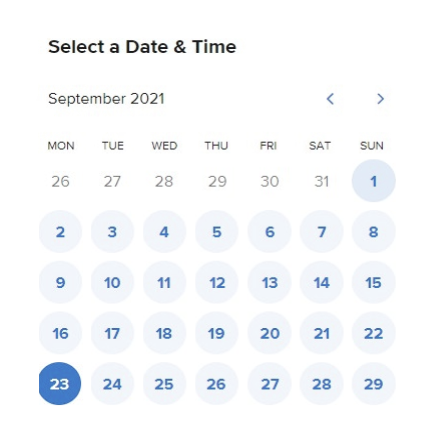 Select a Date & Time
September 2021
MON TUE WED THU FRI SAT SUN
26 27 28 29 30 31 1
2 3 4 5 6 7 8
9 10 11 12 13 14 15
16 17 18 19 20 21 22
23 24 25 26 27 28 29